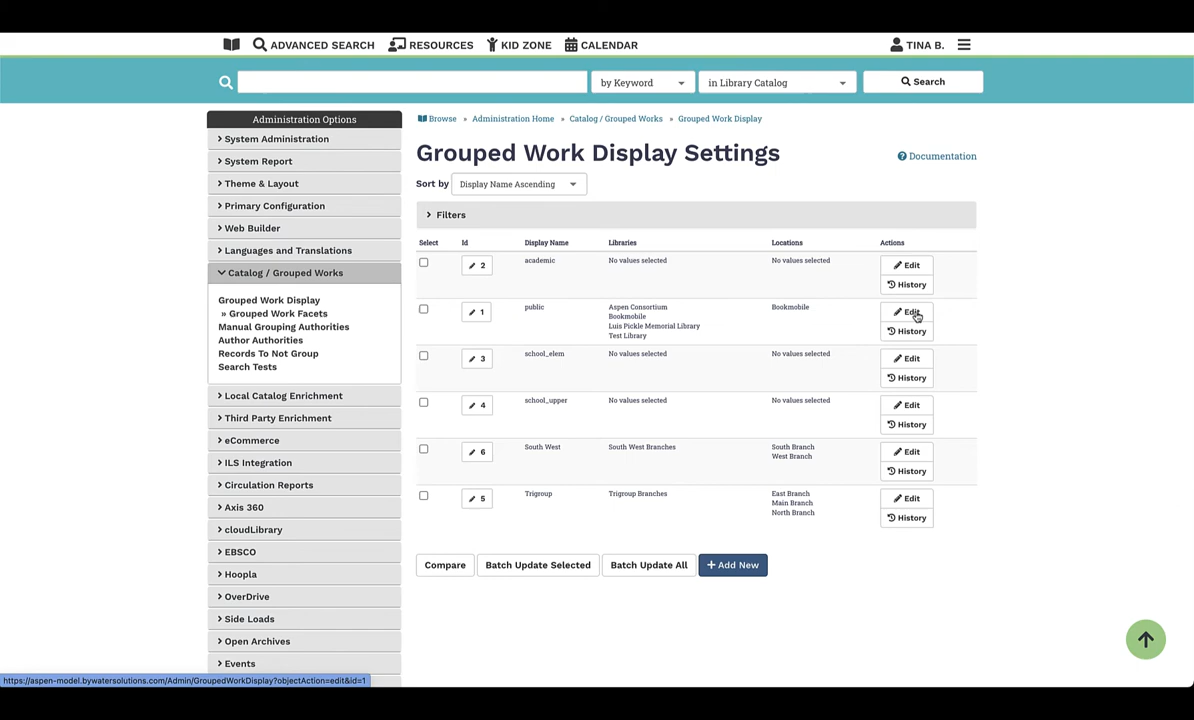 ADVANCED SEARCH RESOURCES KID ZONE CALENDAR TINA B.
by Keyword in Library Catalog Search
Administration Options
System Administration
System Report
Theme & Layout
Primary Configuration
Web Builder
Languages and Translations
Catalog / Grouped Works
Grouped Work Display
» Grouped Work Facets
Manual Grouping Authorities
Author Authorities
Records To Not Group
Search Tests
Local Catalog Enrichment
Third Party Enrichment
eCommerce
ILS Integration
Circulation Reports
Axis 360
cloudLibrary
EBSCO
Hoopla
OverDrive
Side Loads
Open Archives
Events
Browse » Administration Home » Catalog / Grouped Works » Grouped Work Display
Grouped Work Display Settings
Documentation
Sort by Display Name Ascending
Filters
Select Id Display Name Libraries Locations Actions
2 academic No values selected No values selected Edit
History
1 public Aspen Consortium Bookmobile Edit
Bookmobile
Luis Pickle Memorial Library
Test Library
History
3 school_elem No values selected No values selected Edit
History
4 school_upper No values selected No values selected Edit
History
6 South West South West Branches South Branch Edit
West Branch
History
5 Trigroup Trigroup Branches East Branch Edit
Main Branch
North Branch
History
Compare Batch Update Selected Batch Update All + Add New
https://aspen-model.bywatersolutions.com/Admin/GroupedWorkDisplay?objectAction=edit&id=1